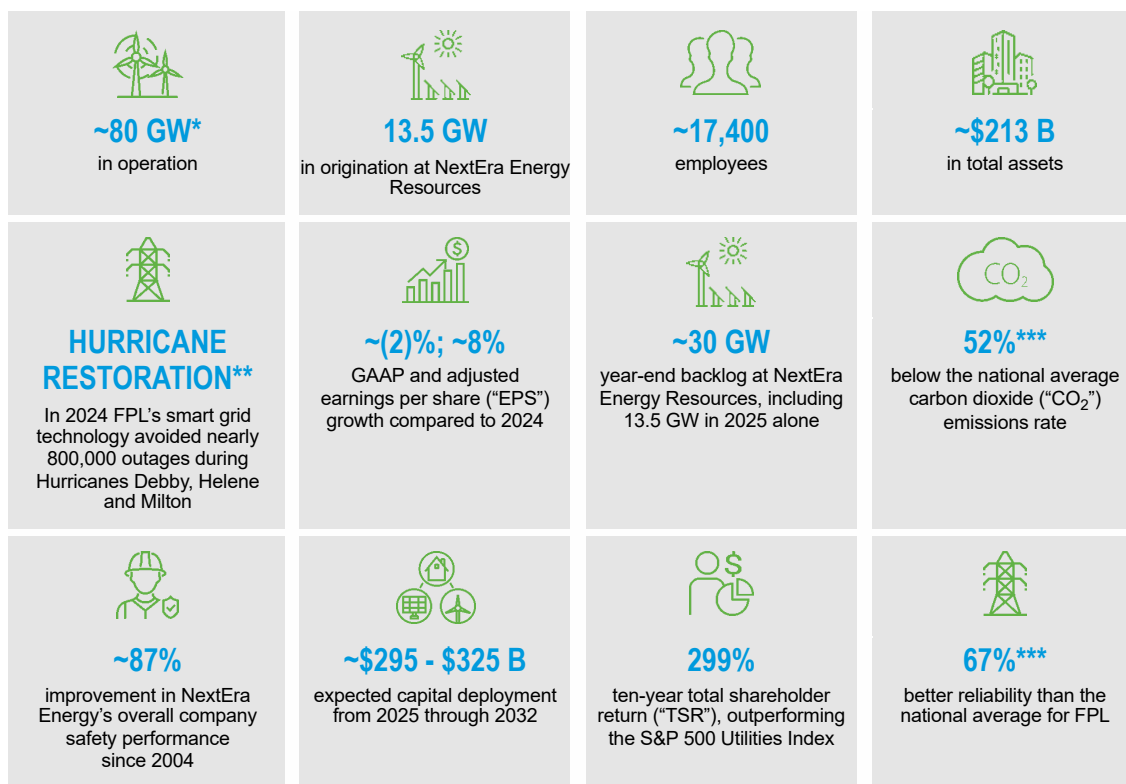 ~80 GW*
in operation
13.5 GW
in origination at NextEra Energy
Resources
~17,400
employees
~$213 B
in total assets
HURRICANE
RESTORATION**
In 2024 FPL’s smart grid
technology avoided nearly
800,000 outages during
Hurricanes Debby, Helene
and Milton
$
~(2)%; ~8%
GAAP and adjusted
earnings per share (“EPS”)
growth compared to 2024
~30 GW
year-end backlog at NextEra
Energy Resources, including
13.5 GW in 2025 alone
CO₂
52%***
below the national average
carbon dioxide (“CO₂”)
emissions rate
~87%
improvement in NextEra
Energy’s overall company
safety performance
since 2004
~$295 - $325 B
expected capital deployment
from 2025 through 2032
$
299%
ten-year total shareholder
return (“TSR”), outperforming
the S&P 500 Utilities Index
67%***
better reliability than the
national average for FPL